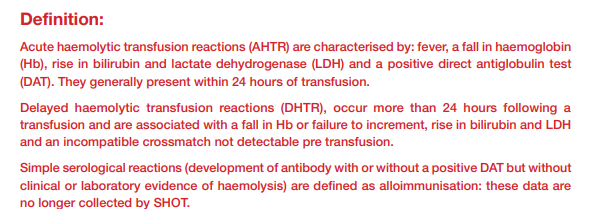 Definition:
Acute haemolytic transfusion reactions (AHTR) are characterised by: fever, a fall in haemoglobin
(Hb), rise in bilirubin and lactate dehydrogenase (LDH) and a positive direct antiglobulin test
(DAT). They generally present within 24 hours of transfusion.
Delayed haemolytic transfusion reactions (DHTR), occur more than 24 hours following a
transfusion and are associated with a fall in Hb or failure to increment, rise in bilirubin and LDH
and an incompatible crossmatch not detectable pre transfusion.
Simple serological reactions (development of antibody with or without a positive DAT but without
clinical or laboratory evidence of haemolysis) are defined as alloimmunisation: these data are
no longer collected by SHOT.